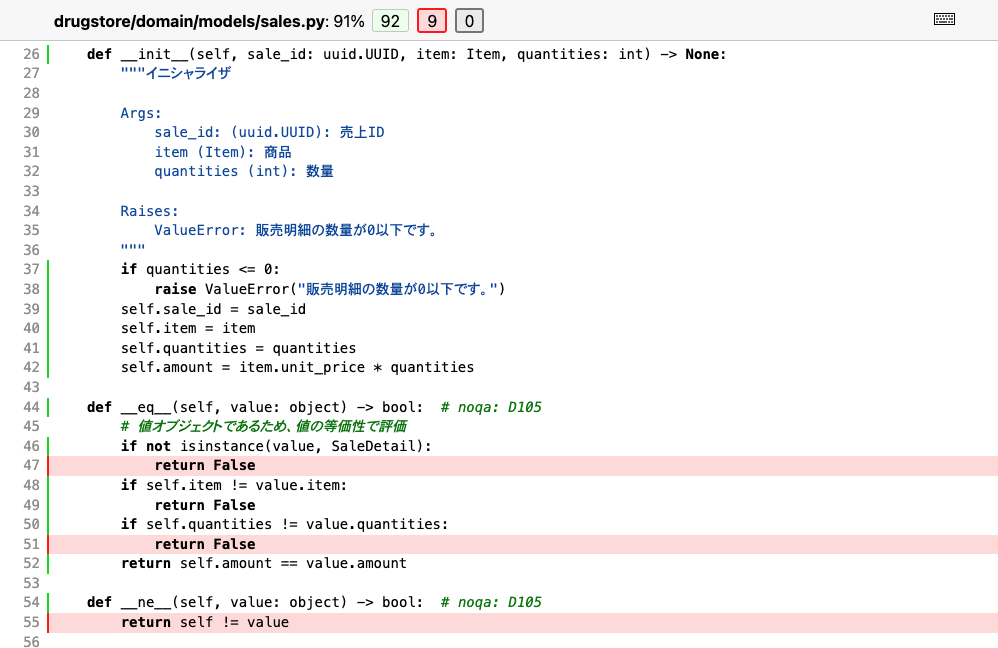 drugstore/domain/models/sales.py: 91% 92 9 0
26 def __init__(self, sale_id: uuid.UUID, item: Item, quantities: int) -> None:
27 """イニシャライザ
28
29 Args:
30 sale_id: (uuid.UUID): 売上ID
31 item (Item): 商品
32 quantities (int): 数量
33
34 Raises:
35 ValueError: 販売明細の数量が0以下です。
36 """
37 if quantities <= 0:
38 raise ValueError("販売明細の数量が0以下です。")
39 self.sale_id = sale_id
40 self.item = item
41 self.quantities = quantities
42 self.amount = item.unit_price * quantities
43
44 def __eq__(self, value: object) -> bool:  # noqa: D105
45 # 値オブジェクトであるため、値の等価性で評価
46 if not isinstance(value, SaleDetail):
47 return False
48 if self.item != value.item:
49 return False
50 if self.quantities != value.quantities:
51 return False
52 return self.amount == value.amount
53
54 def __ne__(self, value: object) -> bool:  # noqa: D105
55 return self != value
56